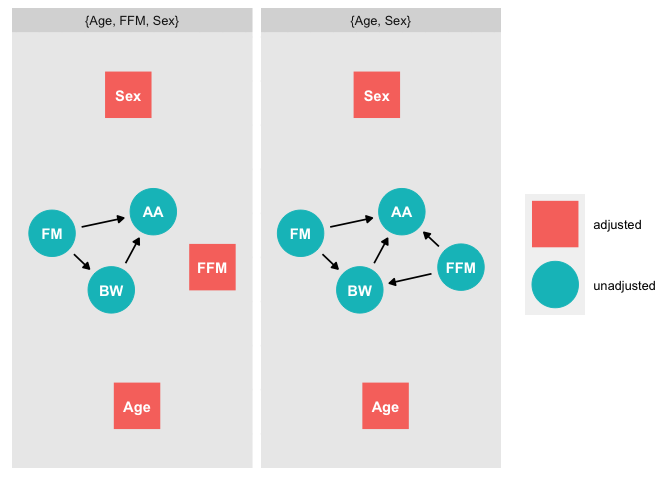 {Age, FFM, Sex}
Sex
AA
FM
FFM
BW
Age
{Age, Sex}
Sex
AA
FM
FFM
BW
Age
adjusted
unadjusted